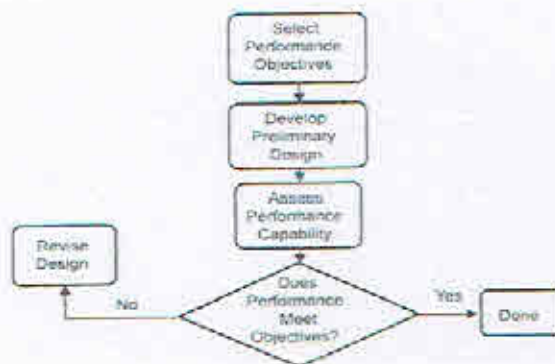 Select
Performance
Objectives
Develop
Preliminary
Design
Assess
Performance
Capability
Revise
Design
Does
Performance
Meet
Objectives?
No
Yes
Done